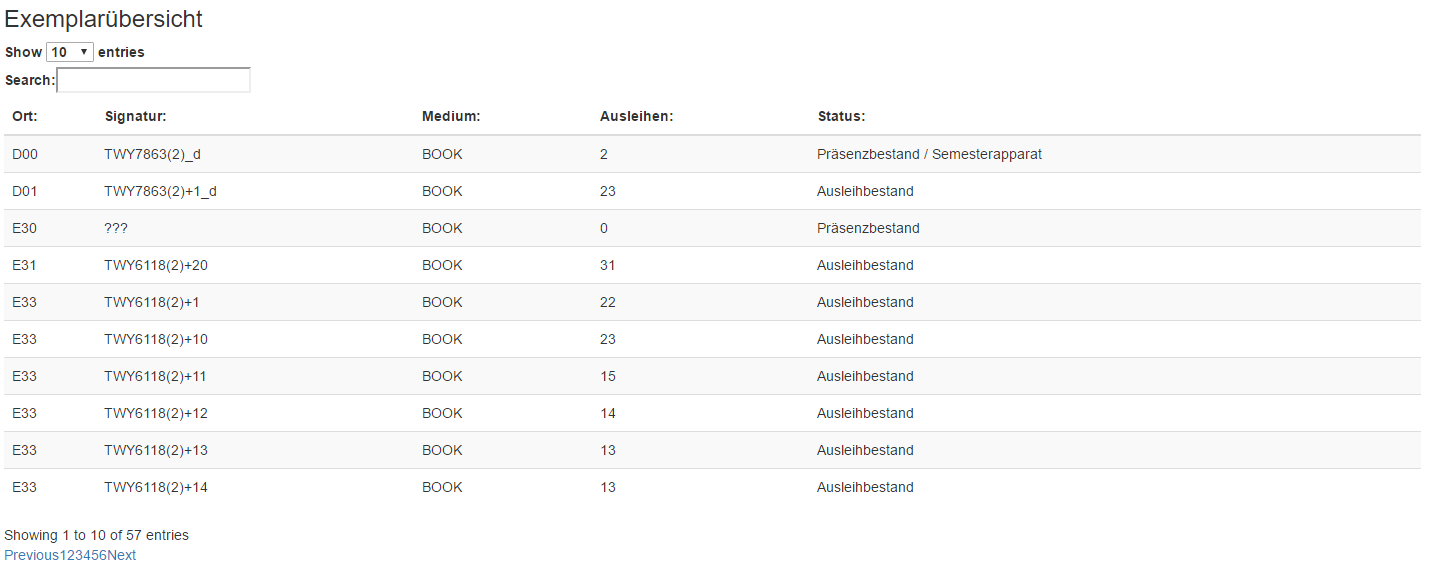 Exemplarübersicht
Show 10 entries
Search:
Ort: Signatur: Medium: Ausleihen: Status:
D00 TWY7863(2)_d BOOK 2 Präsenzbestand / Semesterapparat
D01 TWY7863(2)+1_d BOOK 23 Ausleihbestand
E30 ??? BOOK 0 Präsenzbestand
E31 TWY6118(2)+20 BOOK 31 Ausleihbestand
E33 TWY6118(2)+1 BOOK 22 Ausleihbestand
E33 TWY6118(2)+10 BOOK 23 Ausleihbestand
E33 TWY6118(2)+11 BOOK 15 Ausleihbestand
E33 TWY6118(2)+12 BOOK 14 Ausleihbestand
E33 TWY6118(2)+13 BOOK 13 Ausleihbestand
E33 TWY6118(2)+14 BOOK 13 Ausleihbestand
Showing 1 to 10 of 57 entries
Previous123456Next